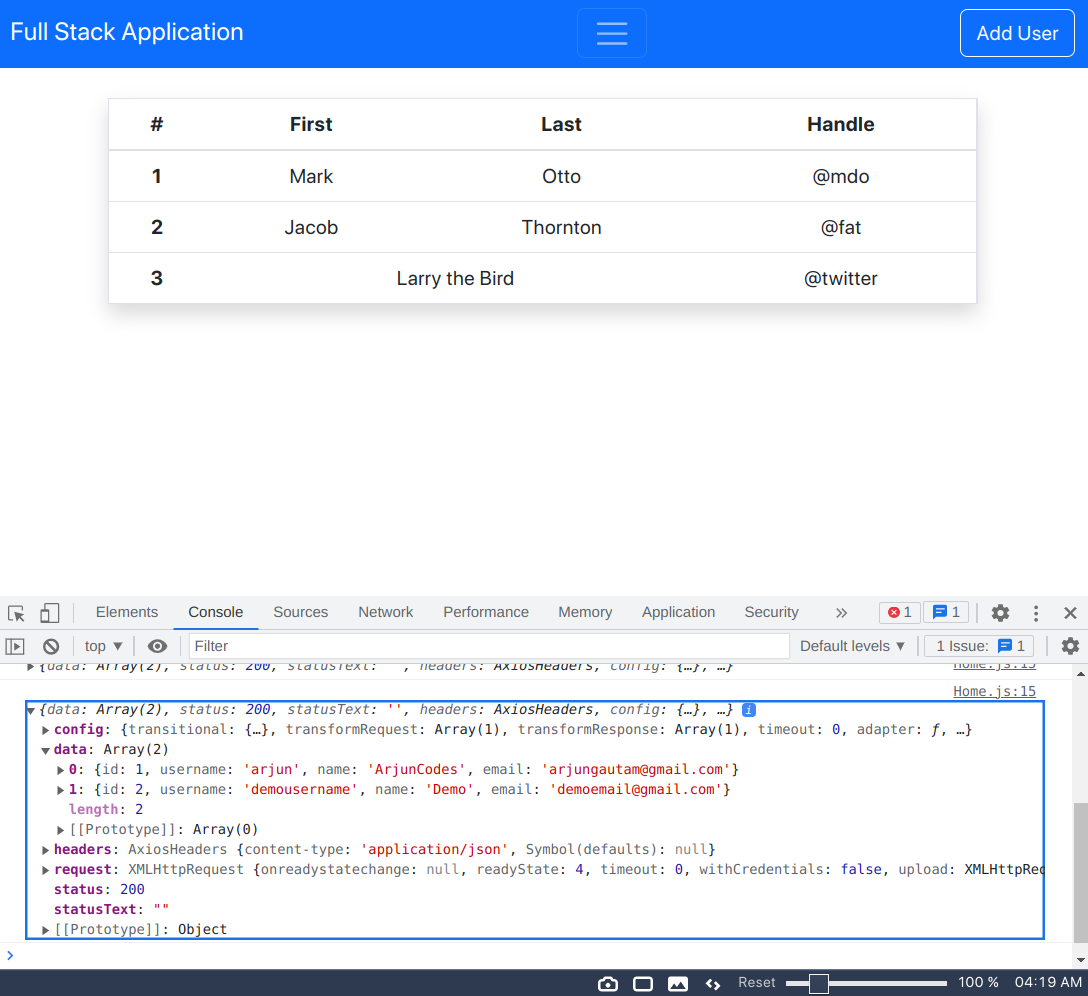 Full Stack Application
Add User
# First Last Handle
1 Mark Otto @mdo
2 Jacob Thornton @fat
3 Larry the Bird @twitter
Elements Console Sources Network Performance Memory Application Security » 1 1
top ▼ Filter Default levels ▼ 1 Issue: 1
▶{data: Array(2), status: 200, statusText: '', headers: AxiosHeaders, config: {…}, …} Home.js:15
Home.js:15
▼{data: Array(2), status: 200, statusText: '', headers: AxiosHeaders, config: {…}, …} i
▶config: {transitional: {…}, transformRequest: Array(1), transformResponse: Array(1), timeout: 0, adapter: ƒ, …}
▼data: Array(2)
▶0: {id: 1, username: 'arjun', name: 'ArjunCodes', email: 'arjungautam@gmail.com'}
▶1: {id: 2, username: 'demousername', name: 'Demo', email: 'demoemail@gmail.com'}
length: 2
▶[[Prototype]]: Array(0)
▶headers: AxiosHeaders {content-type: 'application/json', Symbol(defaults): null}
▶request: XMLHttpRequest {onreadystatechange: null, readyState: 4, timeout: 0, withCredentials: false, upload: XMLHttpReq
status: 200
statusText: ""
▶[[Prototype]]: Object
>
Reset 100 % 04:19 AM